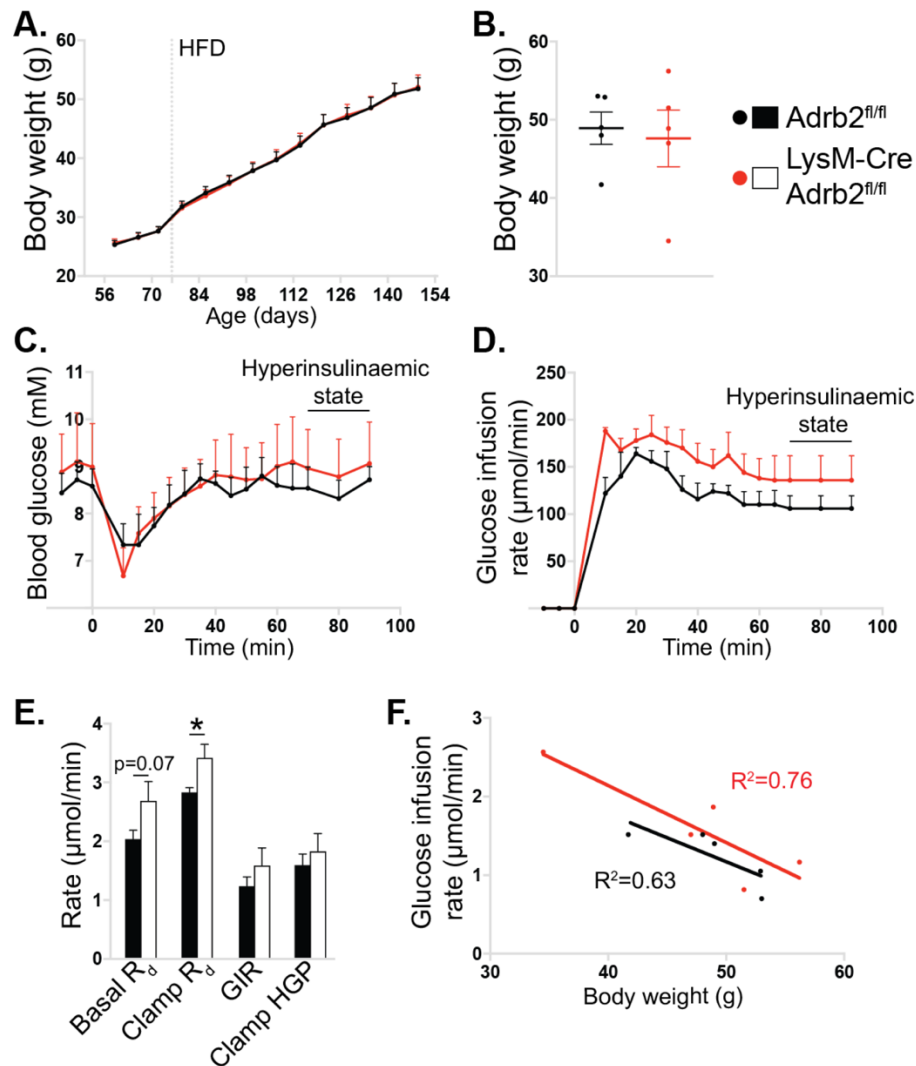 A.
Body weight (g)
60
50
40
30
20
HFD
56 70 84 98 112 126 140 154
Age (days)
B.
Body weight (g)
60
50
40
30
Adrb2fl/fl
LysM-Cre
Adrb2fl/fl
C.
Blood glucose (mM)
11
10
9
8
7
Hyperinsulinaemic
state
0 20 40 60 80 100
Time (min)
D.
Glucose infusion
rate (µmol/min)
250
200
150
100
50
Hyperinsulinaemic
state
0 20 40 60 80 100
Time (min)
E.
Rate (µmol/min)
4
3
2
1
0
p=0.07
*
Basal Rd
Clamp Rd
GIR
Clamp HGP
F.
Glucose infusion
rate (µmol/min)
3
2
1
0
R2=0.76
R2=0.63
30 40 50 60
Body weight (g)